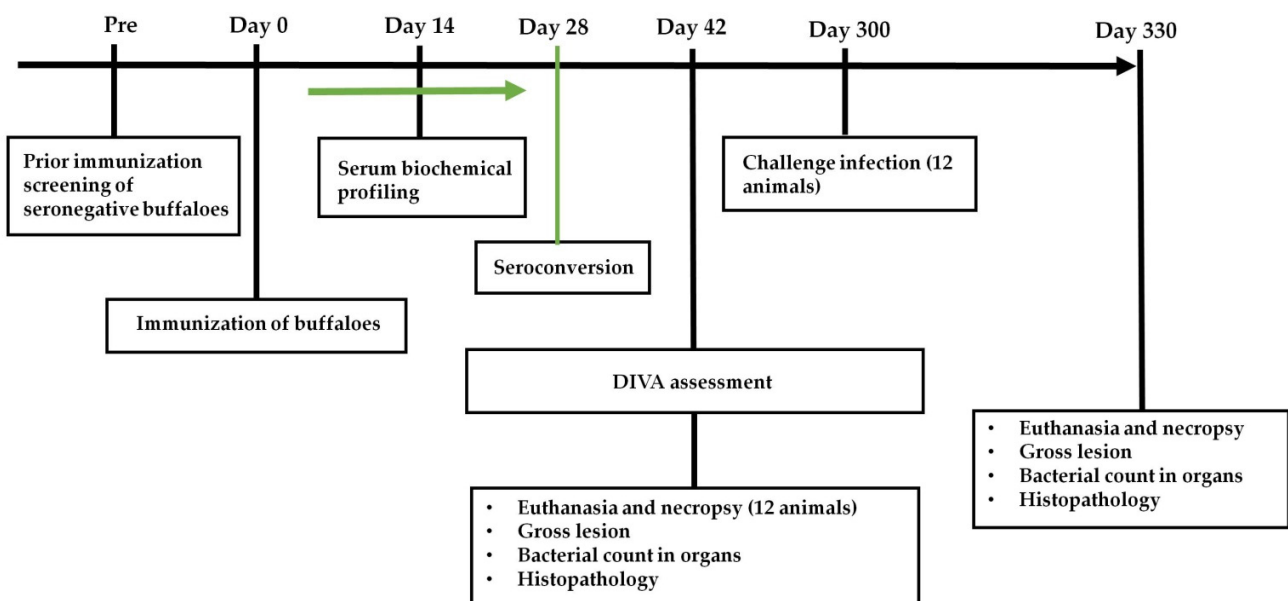 Pre
Day 0
Day 14
Day 28
Day 42
Day 300
Day 330
Prior immunization
screening of
seronegative buffaloes
Serum biochemical
profiling
Challenge infection (12
animals)
Seroconversion
Immunization of buffaloes
DIVA assessment
• Euthanasia and necropsy
• Gross lesion
• Bacterial count in organs
• Histopathology
• Euthanasia and necropsy (12 animals)
• Gross lesion
• Bacterial count in organs
• Histopathology